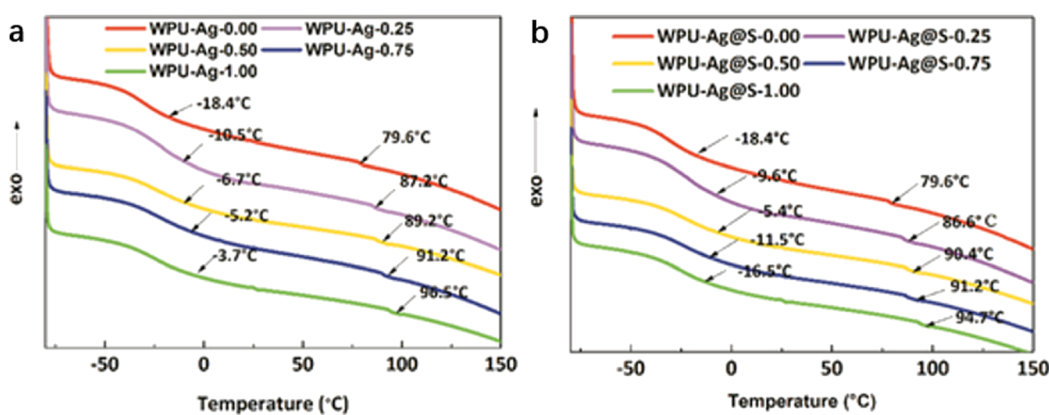 a
WPU-Ag-0.00 WPU-Ag-0.25
WPU-Ag-0.50 WPU-Ag-0.75
WPU-Ag-1.00
-18.4°C
-10.5°C
79.6°C
-6.7°C
87.2°C
-5.2°C
89.2°C
-3.7°C
91.2°C
96.5°C
exo
-50 0 50 100 150
Temperature (°C)
b
WPU-Ag@S-0.00 WPU-Ag@S-0.25
WPU-Ag@S-0.50 WPU-Ag@S-0.75
WPU-Ag@S-1.00
-18.4°C
-9.6°C
79.6°C
-5.4°C
86.6°C
-11.5°C
90.4°C
-16.5°C
91.2°C
94.7°C
exo
-50 0 50 100 150
Temperature (°C)